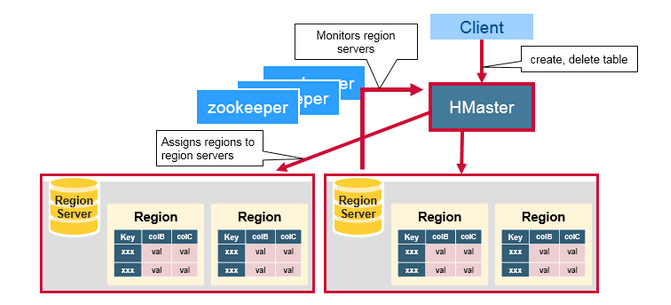 Monitors region
servers
Client
create, delete table
HMaster
zookeeper
Assigns regions to
region servers
Region
Server
Region
Key colB colC
xxx val val
xxx val val
Region
Key colB colC
xxx val val
xxx val val
Region
Server
Region
Key colB colC
xxx val val
xxx val val
Region
Key colB colC
xxx val val
xxx val val